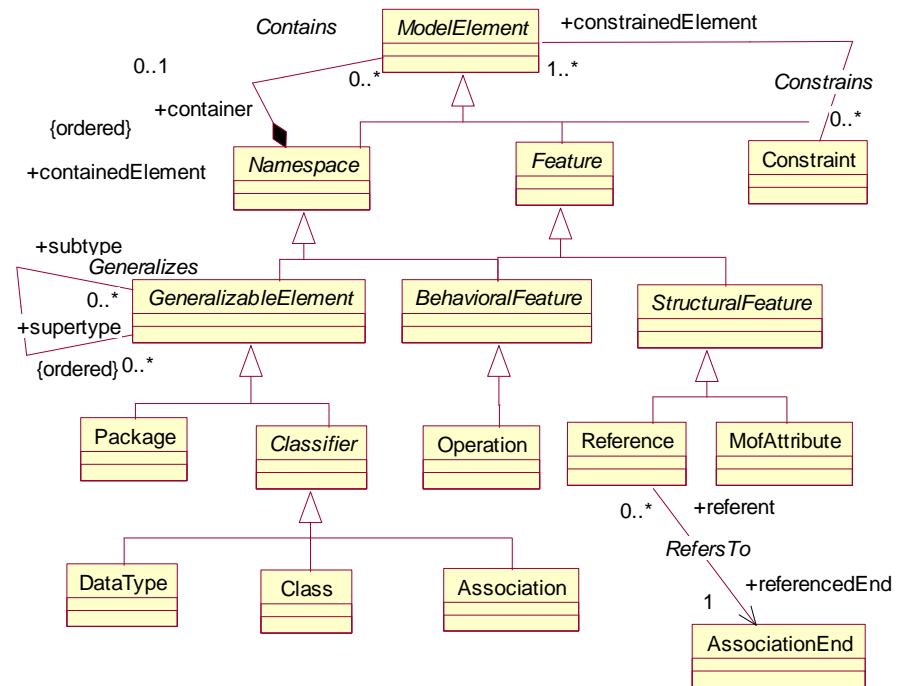 Contains
ModelElement
+constrainedElement
0..1
0..*
1..*
Constrains
+container
{ordered}
0..*
+containedElement
Namespace
Feature
Constraint
+subtype
Generalizes
0..*
GeneralizableElement
BehavioralFeature
StructuralFeature
+supertype
{ordered}
0..*
Package
Classifier
Operation
Reference
MofAttribute
0..*
+referent
RefersTo
DataType
Class
Association
+referencedEnd
1
AssociationEnd